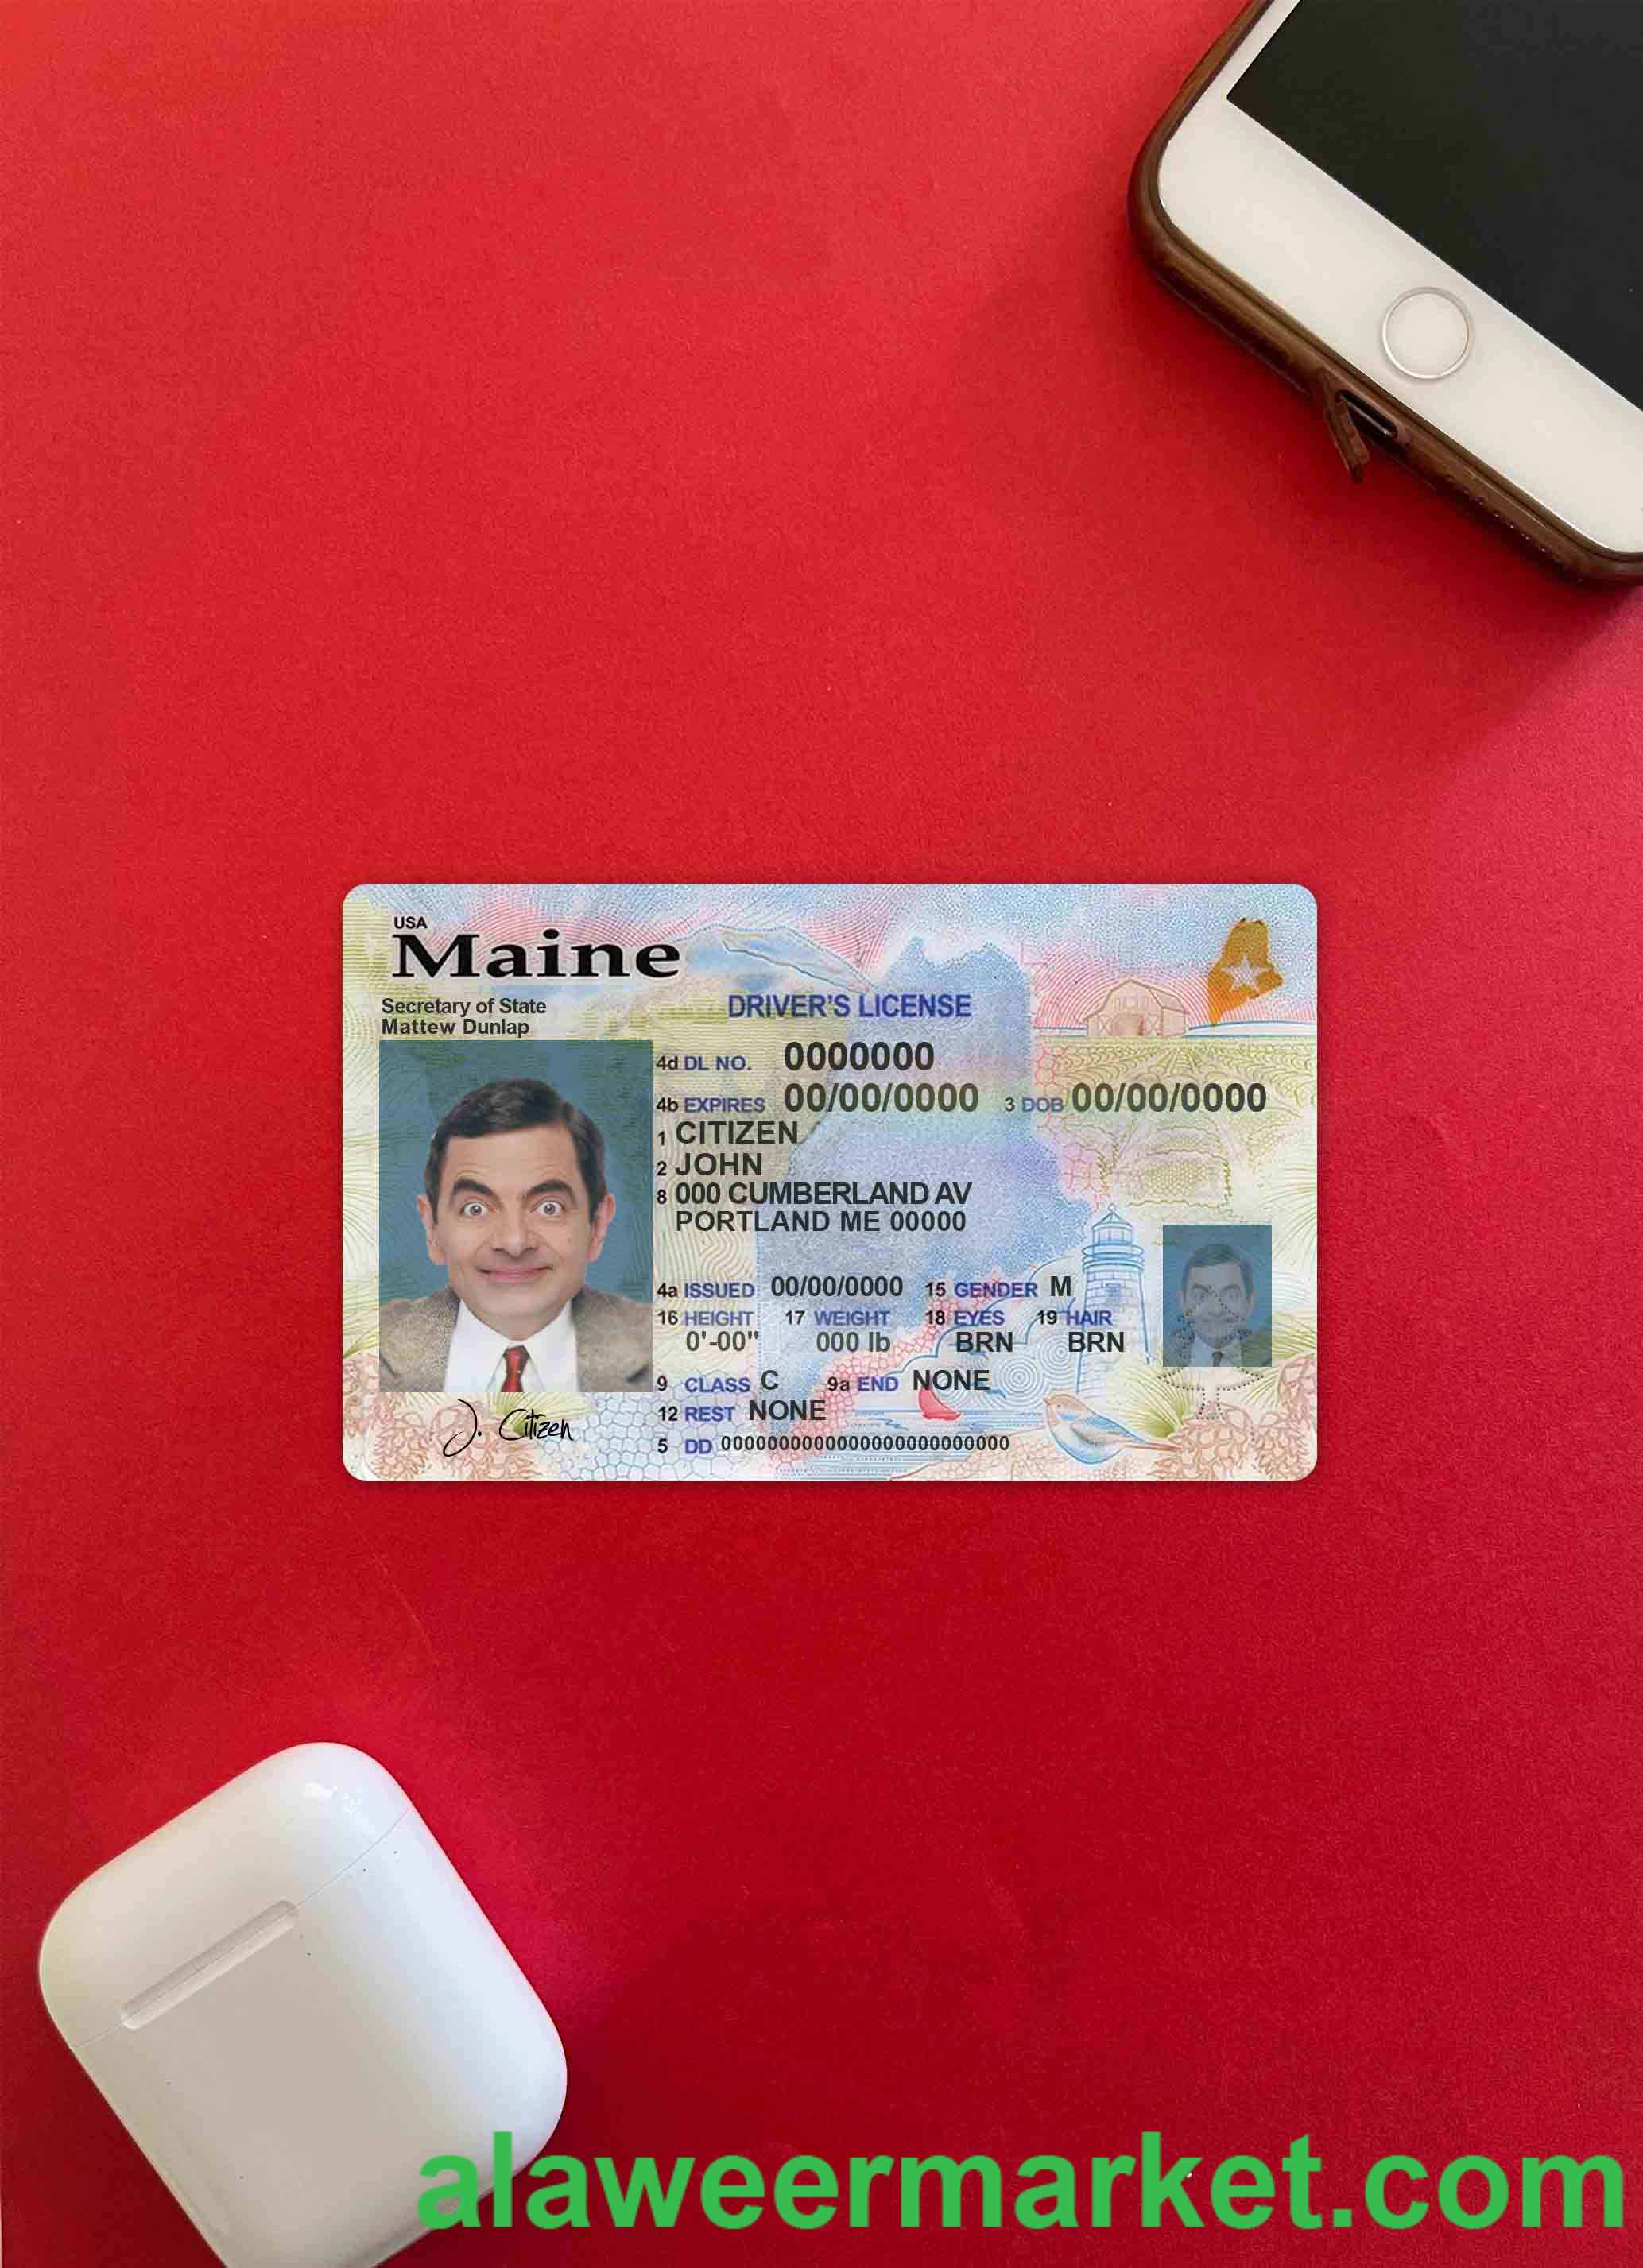 USA
Maine
Secretary of State
Mattew Dunlap
DRIVER'S LICENSE
4d DL NO. 0000000
4b EXPIRES 00/00/0000 3 DOB 00/00/0000
1 CITIZEN
2 JOHN
8 000 CUMBERLAND AV
PORTLAND ME 00000
4a ISSUED 00/00/0000 15 GENDER M
16 HEIGHT 17 WEIGHT 18 EYES 19 HAIR
0'-00" 000 lb BRN BRN
9 CLASS C 9a END NONE
12 REST NONE
5 DD 0000000000000000000000000
J. Citizen
alaweermarket.com